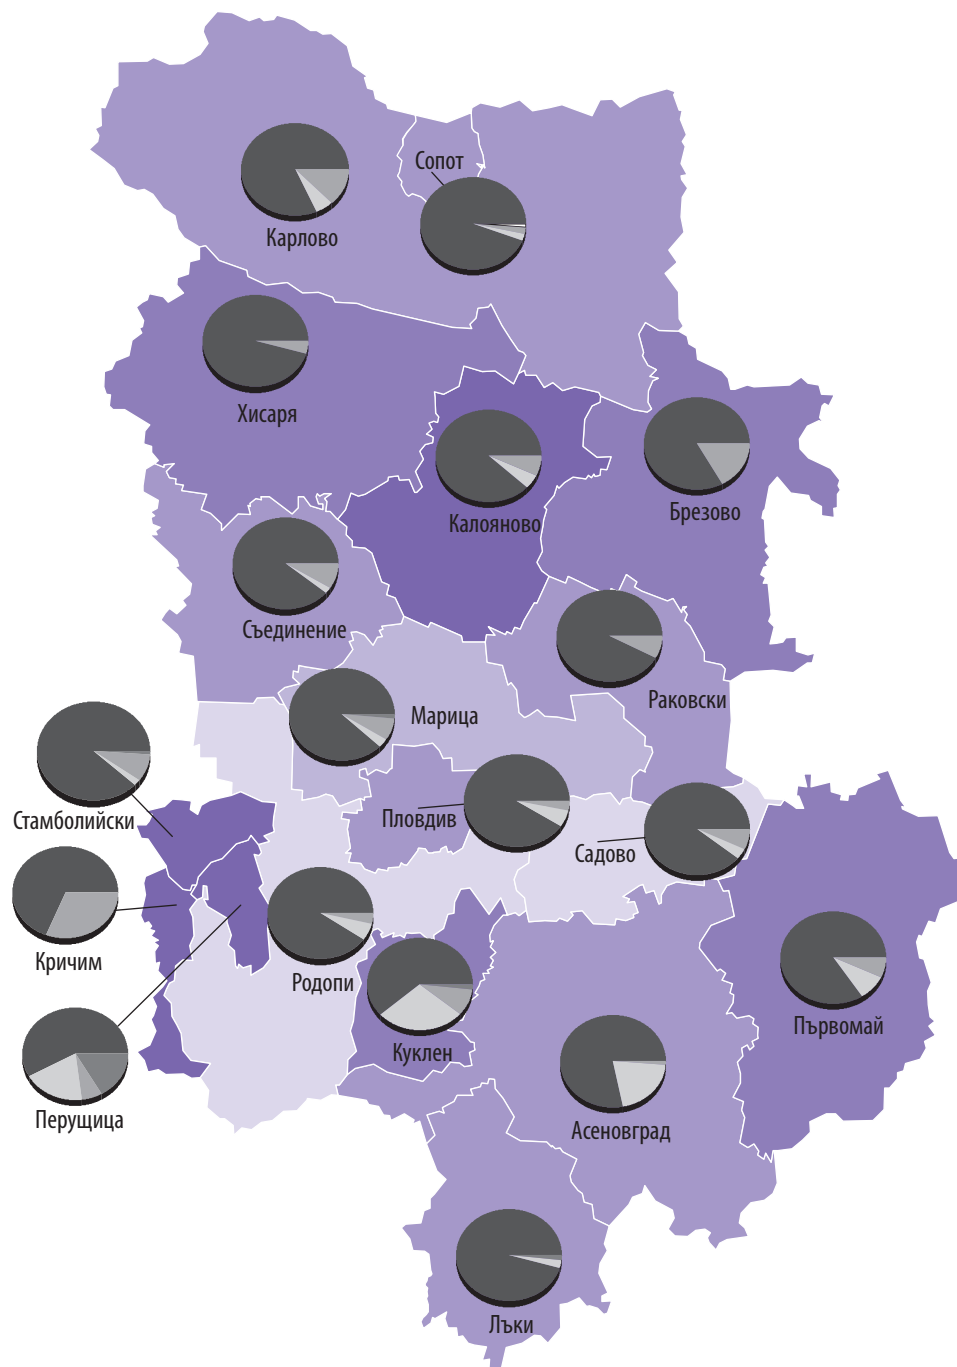 Сопот
Карлово
Хисаря
Калояново
Брезово
Съединение
Раковски
Марица
Стамболийски
Пловдив
Садово
Кричим
Родопи
Куклен
Първомай
Перущица
Асеновград
Лъки